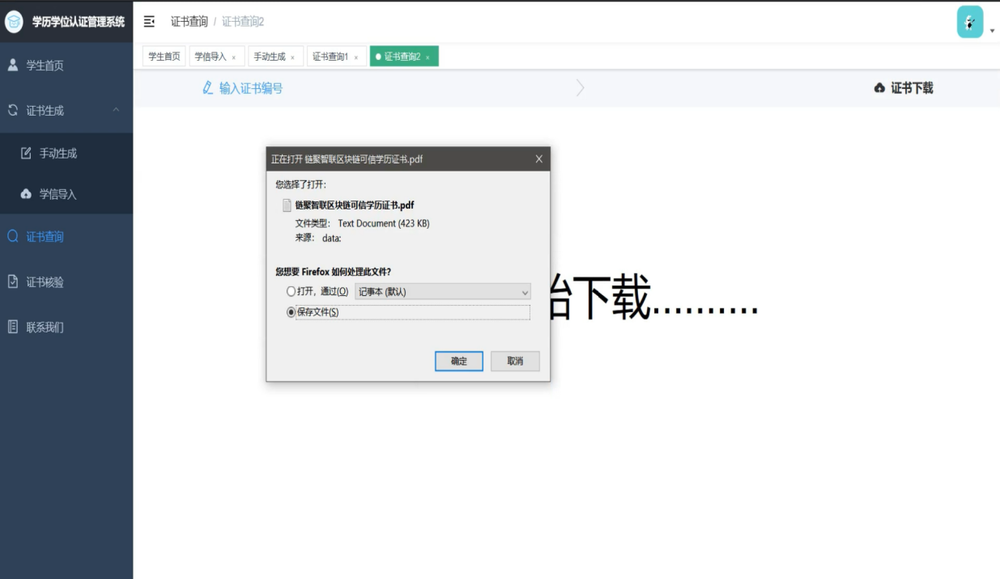 学历学位认证管理系统
证书查询 / 证书查询2
学生首页
学信导入 ×
手动生成 ×
证书查询1 ×
证书查询2 ×
学生首页
证书生成
手动生成
学信导入
证书查询
证书核验
联系我们
输入证书编号
证书下载
正在打开 链聚智联区块链可信学历证书.pdf
您选择了打开:
链聚智联区块链可信学历证书.pdf
文件类型: Text Document (423 KB)
来源: data:
您想要 Firefox 如何处理此文件?
打开，通过(O) 记事本 (默认)
保存文件(S)
确定
取消
下载..........